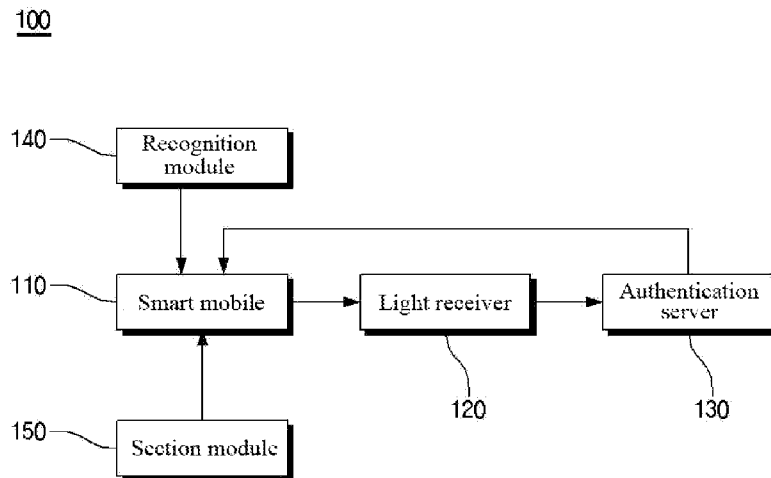 100
140
Recognition
module
110
Smart mobile
Light receiver
Authentication
server
120
130
150
Section module